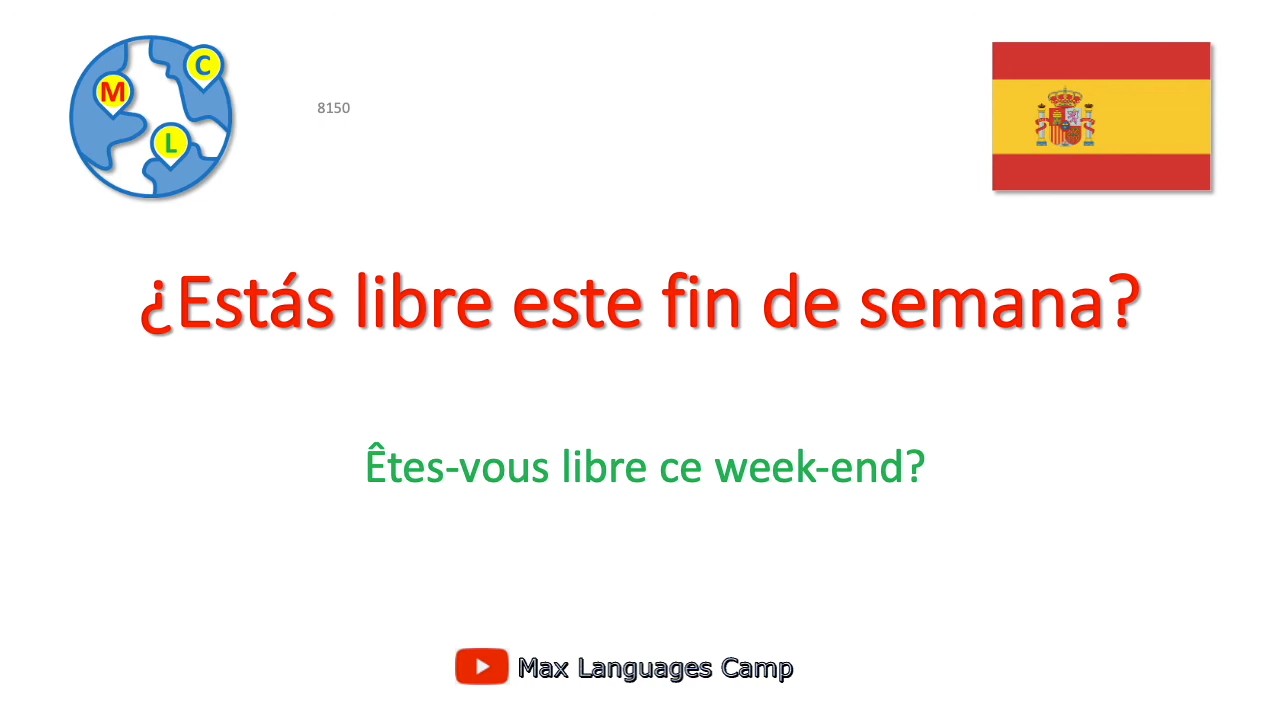 M
C
L
8150
¿Estás libre este fin de semana?
Êtes-vous libre ce week-end?
Max Languages Camp